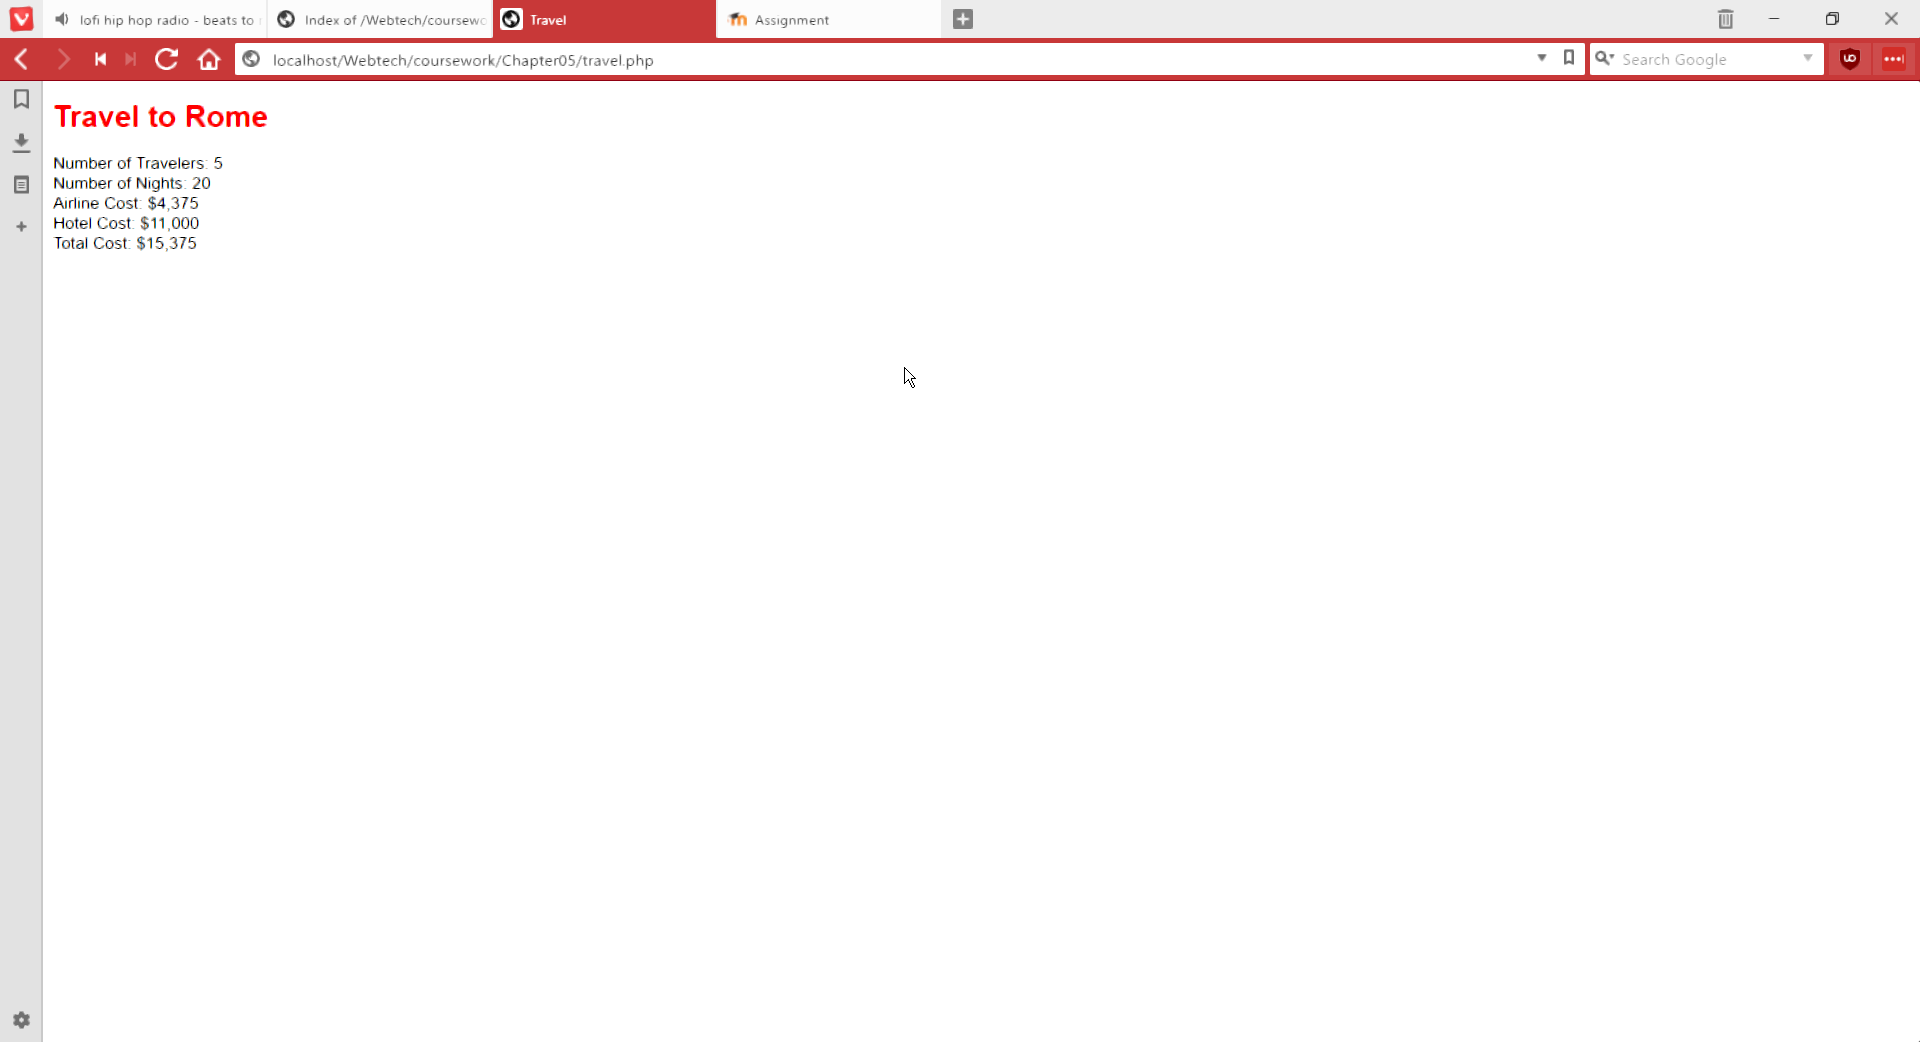 lofi hip hop radio - beats to
Index of /Webtech/coursewo
Travel
Assignment
localhost/Webtech/coursework/Chapter05/travel.php
Search Google
Travel to Rome
Number of Travelers: 5
Number of Nights: 20
Airline Cost: $4,375
Hotel Cost: $11,000
Total Cost: $15,375